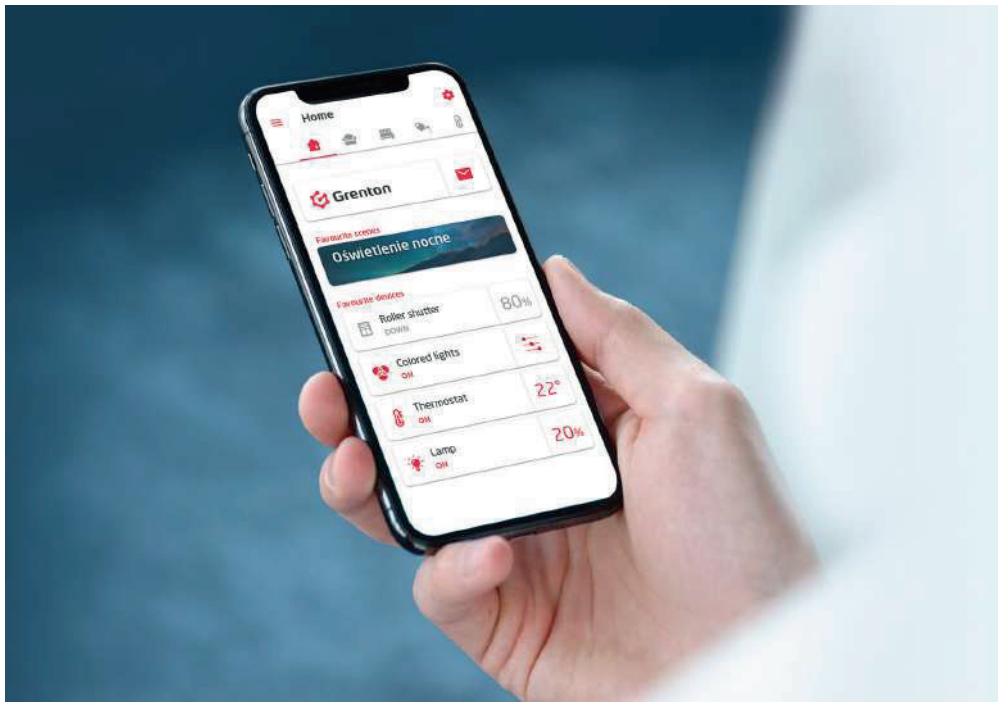 Home
Grenton
Favourite scenes
Oświetlenie nocne
Favourite devices
Roller shutter
DOWN
80%
Colored lights
ON
Thermostat
ON
22°
Lamp
ON
20%